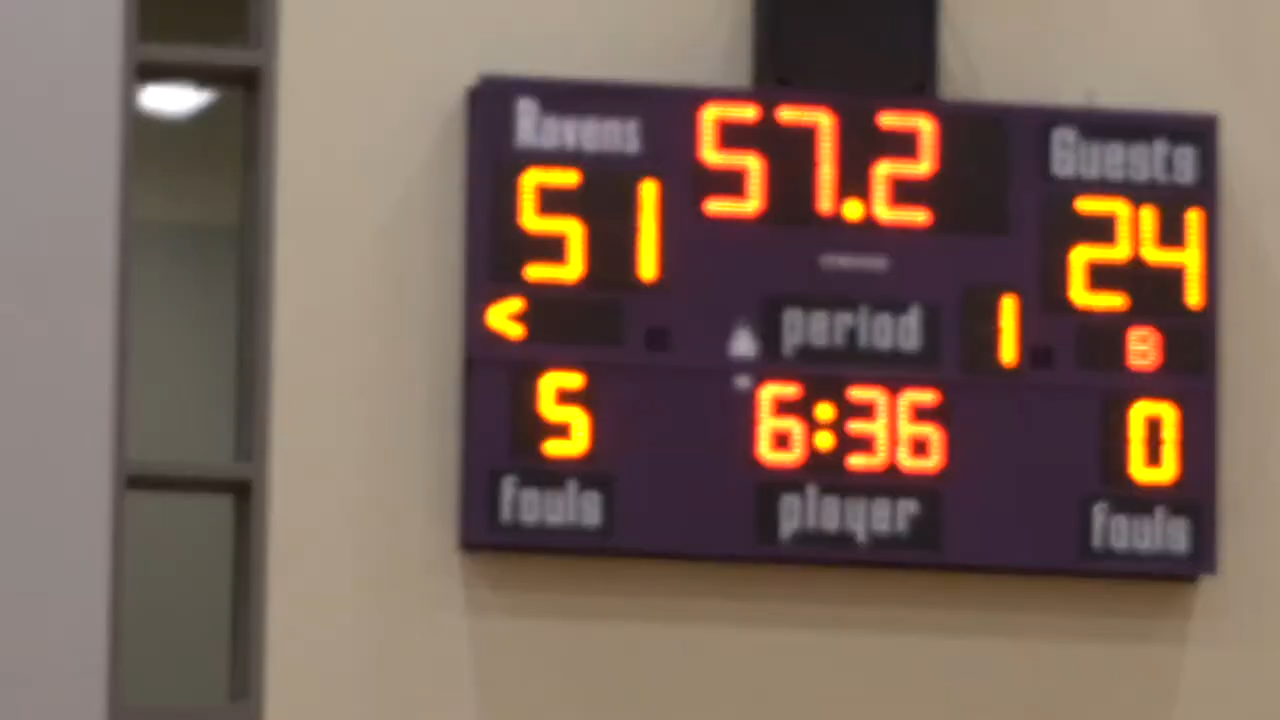 Ravens 57.2 Guests
51 24
< period 1 B
5 6:36 0
fouls player fouls